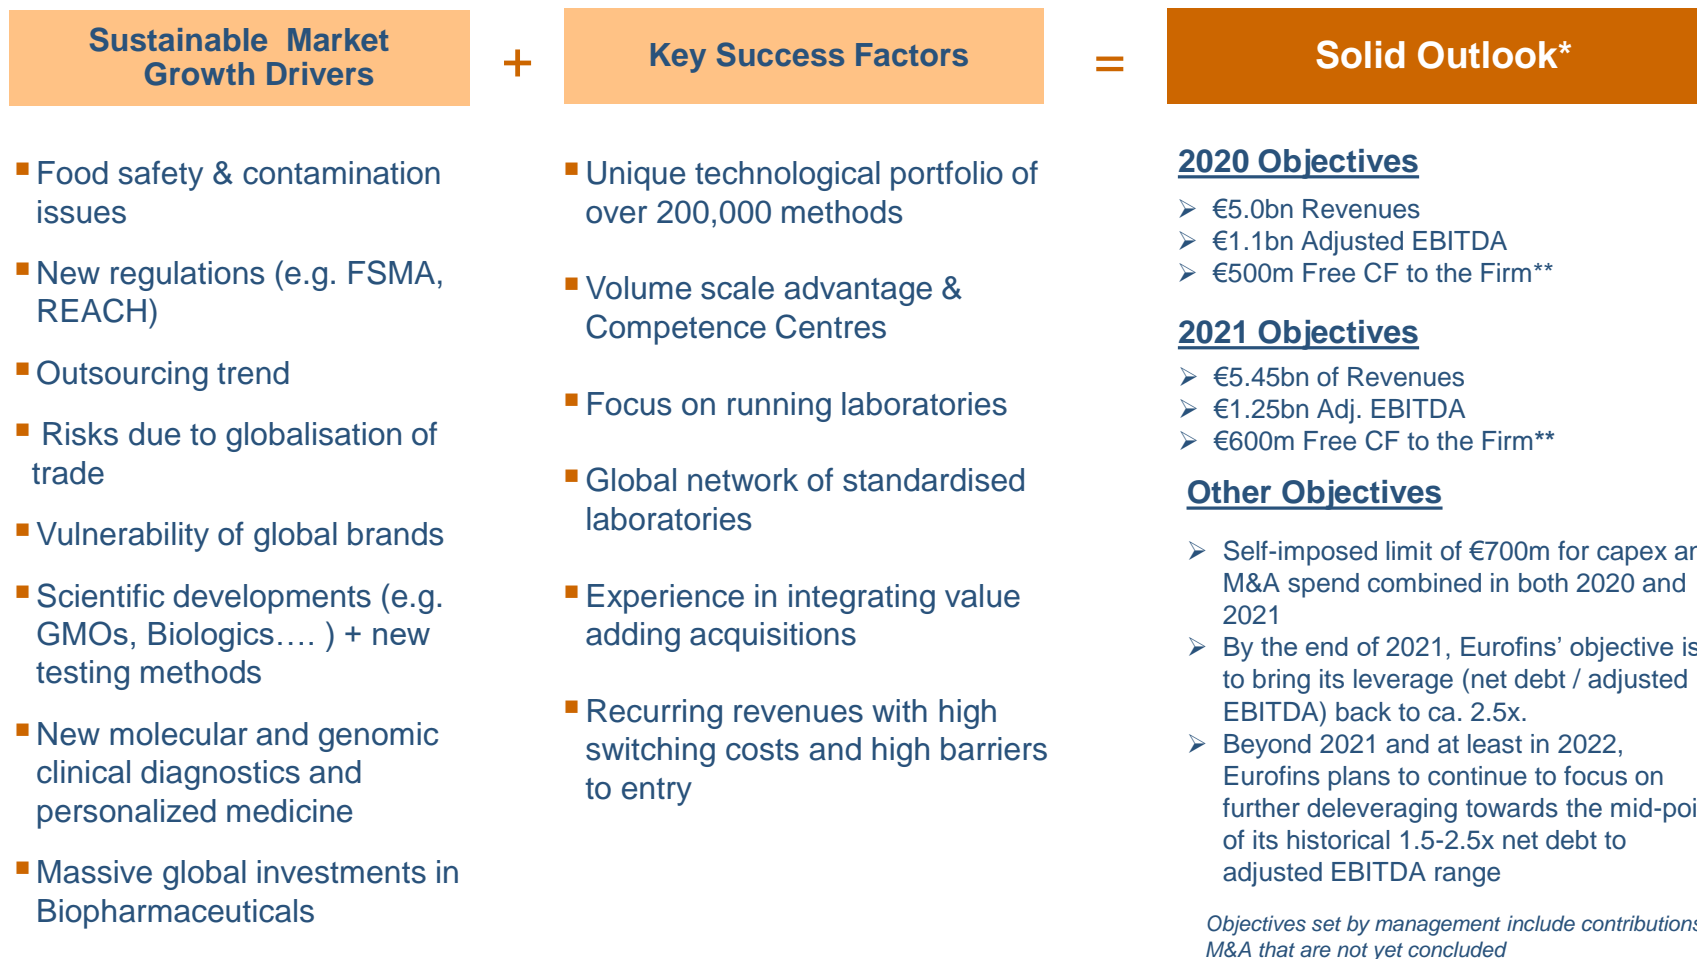 Sustainable Market
Growth Drivers
+
Key Success Factors
=
Solid Outlook*
▪ Food safety & contamination
issues
▪ New regulations (e.g. FSMA,
REACH)
▪ Outsourcing trend
▪ Risks due to globalisation of
trade
▪ Vulnerability of global brands
▪ Scientific developments (e.g.
GMOs, Biologics…. ) + new
testing methods
▪ New molecular and genomic
clinical diagnostics and
personalized medicine
▪ Massive global investments in
Biopharmaceuticals
▪ Unique technological portfolio of
over 200,000 methods
▪ Volume scale advantage &
Competence Centres
▪ Focus on running laboratories
▪ Global network of standardised
laboratories
▪ Experience in integrating value
adding acquisitions
▪ Recurring revenues with high
switching costs and high barriers
to entry
2020 Objectives
➢ €5.0bn Revenues
➢ €1.1bn Adjusted EBITDA
➢ €500m Free CF to the Firm**
2021 Objectives
➢ €5.45bn of Revenues
➢ €1.25bn Adj. EBITDA
➢ €600m Free CF to the Firm**
Other Objectives
➢ Self-imposed limit of €700m for capex
M&A spend combined in both 2020 and
2021
➢ By the end of 2021, Eurofins’ objective is
to bring its leverage (net debt / adjusted
EBITDA) back to ca. 2.5x.
➢ Beyond 2021 and at least in 2022,
Eurofins plans to continue to focus on
further deleveraging towards the
of its historical 1.5-2.5x net debt to
adjusted EBITDA range
Objectives set by management include contributions
M&A that are not yet concluded